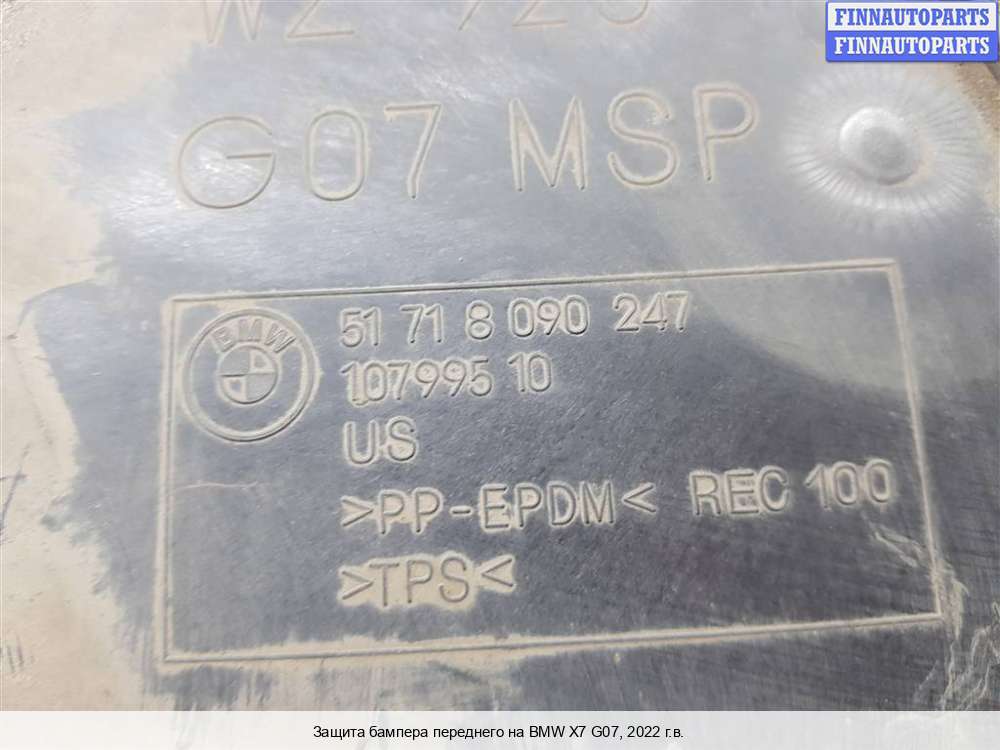 FINNAUTOPARTS
FINNAUTOPARTS
G07 MSP
BMW
51 71 8 090 247
1079955 10
US
>PP-EPDM< REC 100
>TPS<
Защита бампера переднего на BMW X7 G07, 2022 г.в.